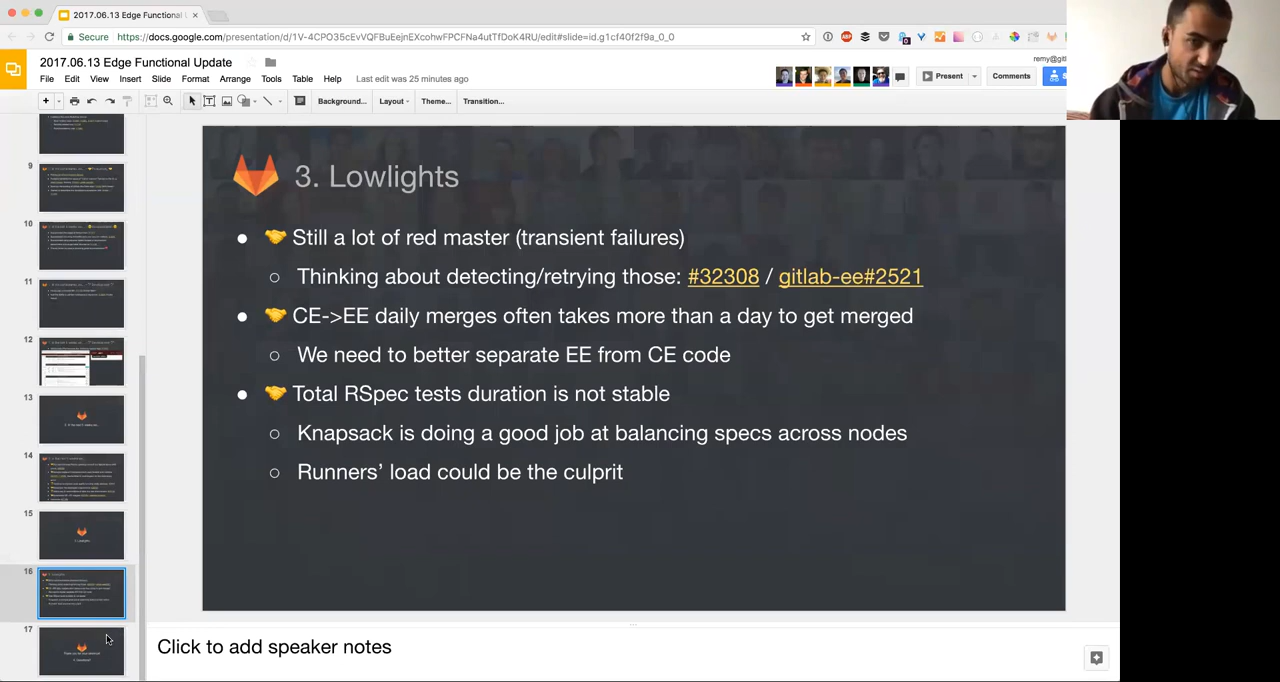 2017.06.13 Edge Functional U
Secure
https://docs.google.com/presentation/d/1V-4CPO35cEvVQFBuEejnEXcohwFPCFNa4utTfDoK4RU/edit#slide=id.g1cf40f2f9a_0_0
2017.06.13 Edge Functional Update
remy@git
File Edit View Insert Slide Format Arrange Tools Table Help Last edit was 25 minutes ago
Present Comments
Background... Layout Theme... Transition...
9
10
11
12
13
14
15
16
17
3. Lowlights
Still a lot of red master (transient failures)
Thinking about detecting/retrying those: #32308 / gitlab-ee#2521
CE->EE daily merges often takes more than a day to get merged
We need to better separate EE from CE code
Total RSpec tests duration is not stable
Knapsack is doing a good job at balancing specs across nodes
Runners' load could be the culprit
Click to add speaker notes